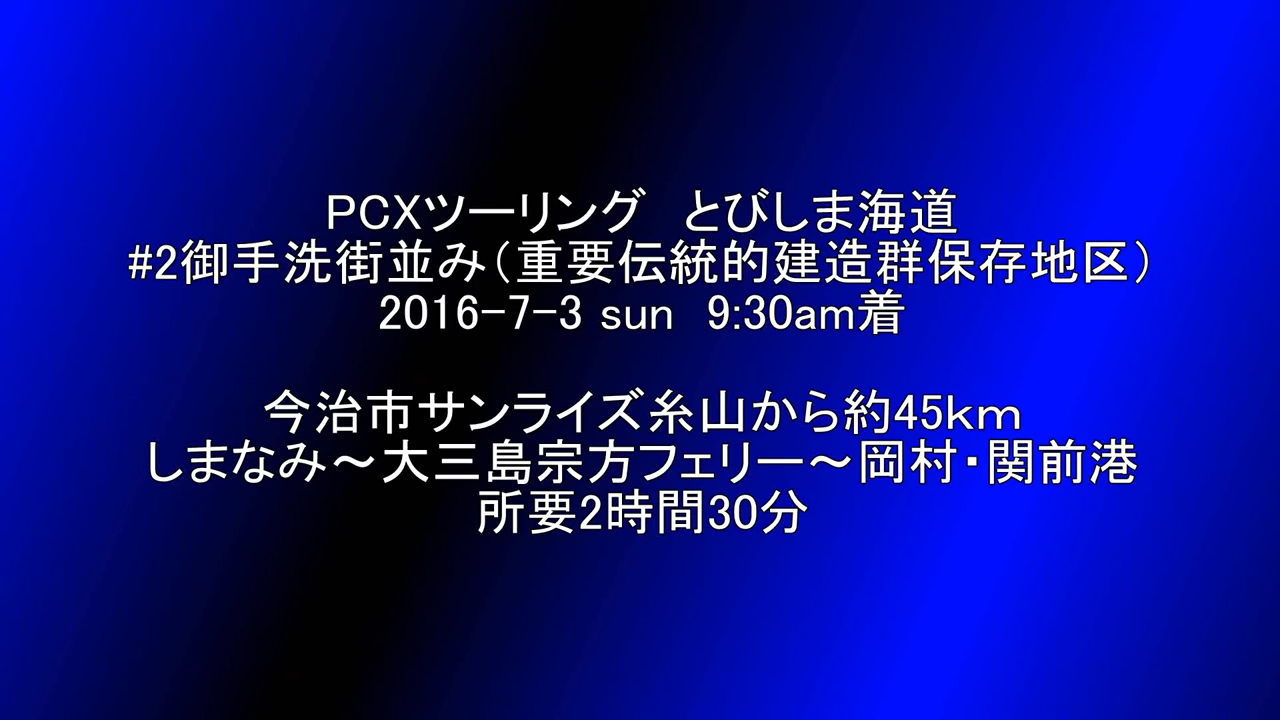 PCXツーリング　とびしま海道
#2御手洗街並み（重要伝統的建造群保存地区）
2016-7-3 sun　9:30am着
今治市サンライズ糸山から約45ｋｍ
しまなみ～大三島宗方フェリー～岡村・関前港
所要2時間30分